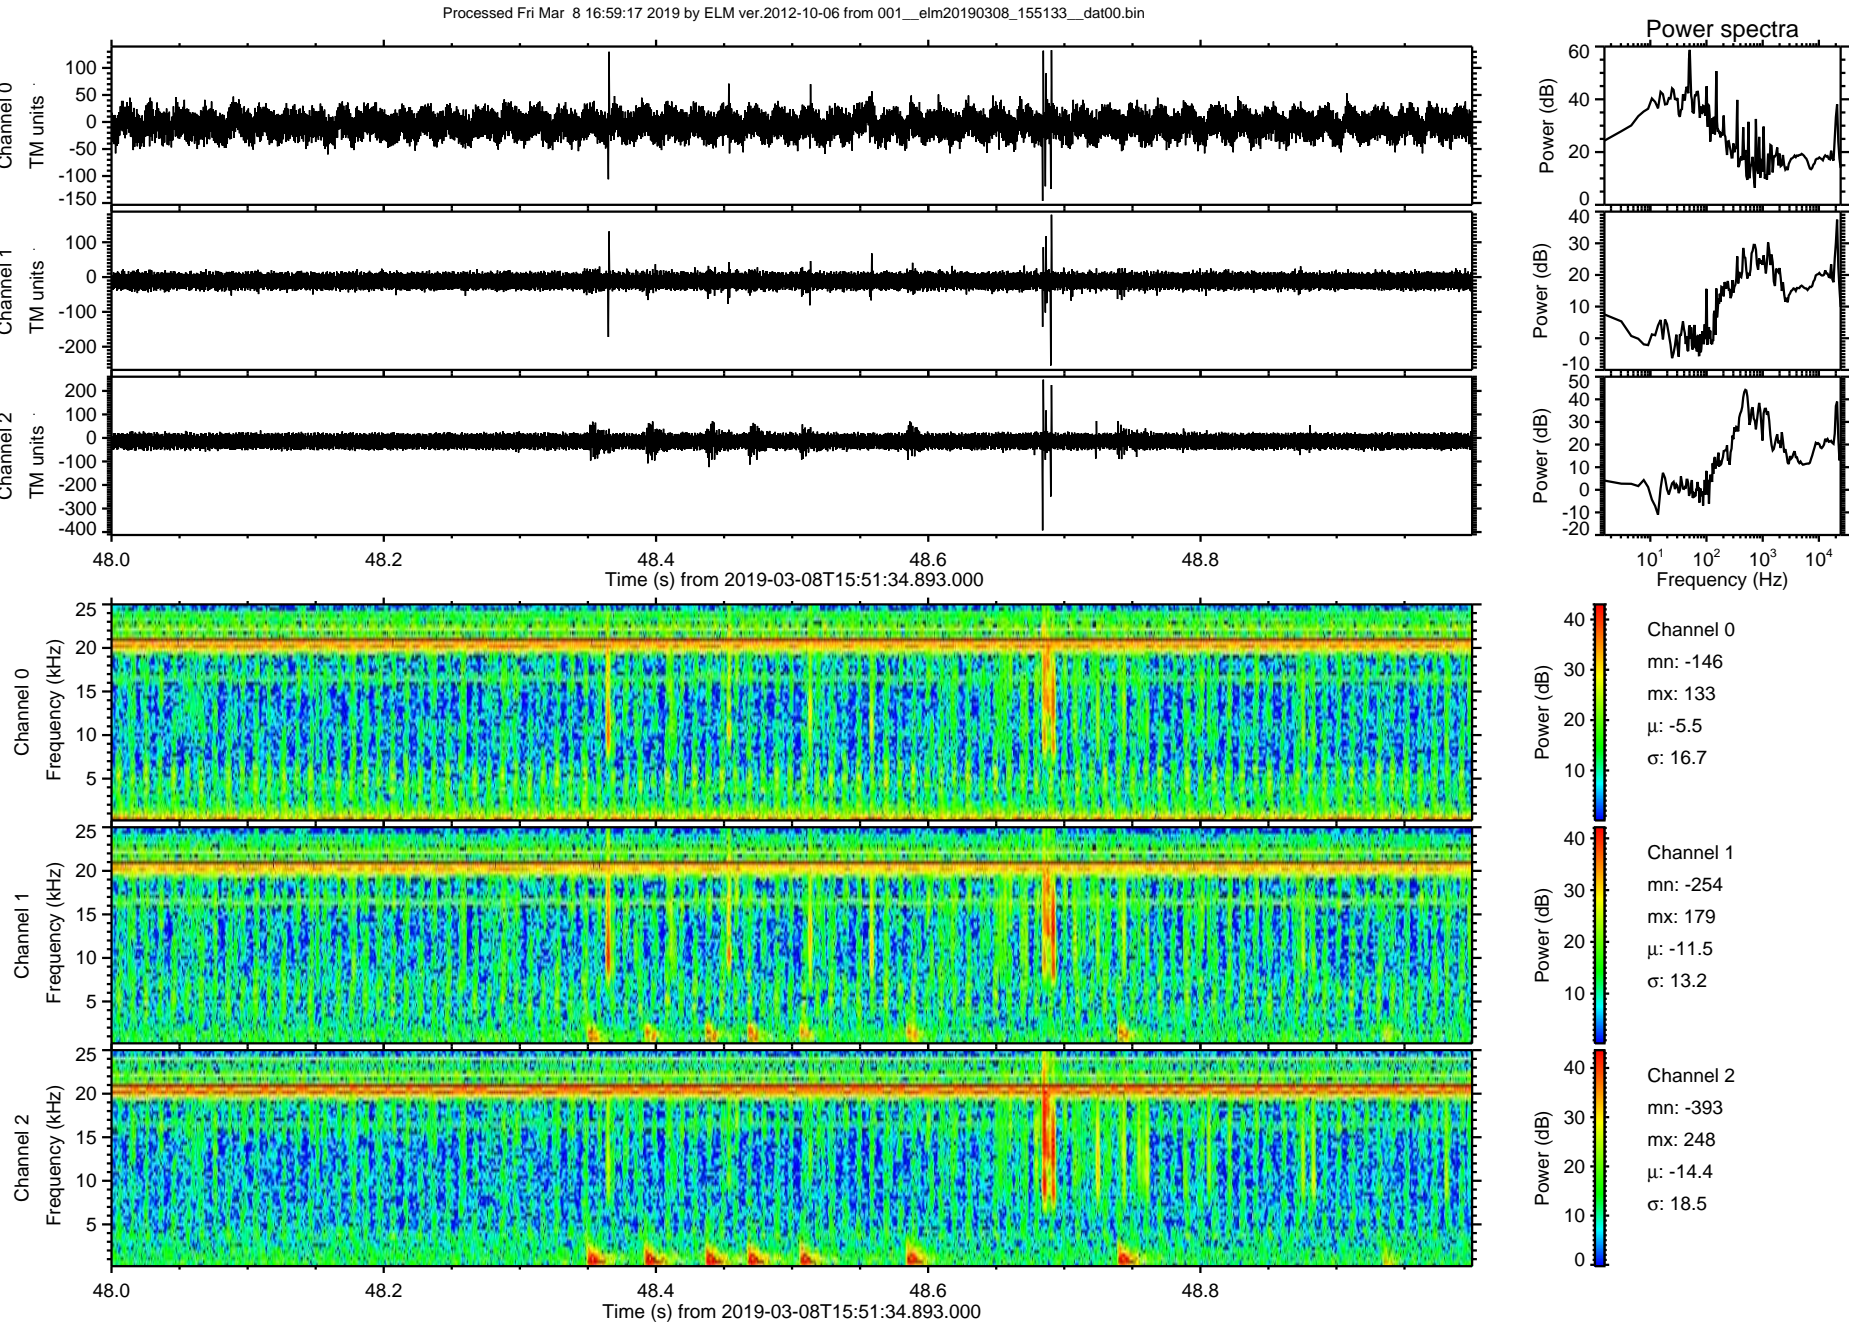 Processed Fri Mar  8 16:59:17 2019 by ELM ver.2012-10-06 from 001__elm20190308_155133__dat00.bin
Power spectra
Channel 0
TM units
100
50
0
-50
-100
-150
Power (dB)
60
40
20
0
Channel 1
TM units
100
0
-100
-200
Power (dB)
40
30
20
10
0
-10
Channel 2
TM units
200
100
0
-100
-200
-300
-400
Power (dB)
50
40
30
20
10
0
-10
-20
48.0 48.2 48.4 48.6 48.8
Time (s) from 2019-03-08T15:51:34.893.000
10^1 10^2 10^3 10^4
Frequency (Hz)
Channel 0
Frequency (kHz)
25
20
15
10
5
Power (dB)
40
30
20
10
Channel 0
mn: -146
mx: 133
μ: -5.5
σ: 16.7
Channel 1
Frequency (kHz)
25
20
15
10
5
Power (dB)
40
30
20
10
Channel 1
mn: -254
mx: 179
μ: -11.5
σ: 13.2
Channel 2
Frequency (kHz)
25
20
15
10
5
Power (dB)
40
30
20
10
0
Channel 2
mn: -393
mx: 248
μ: -14.4
σ: 18.5
48.0 48.2 48.4 48.6 48.8
Time (s) from 2019-03-08T15:51:34.893.000